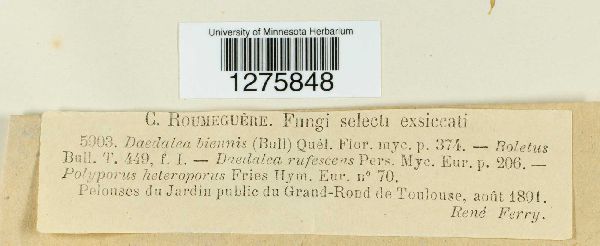 University of Minnesota Herbarium
1275848
C. ROUMEGUÈRE. Fungi selecti exsiccati
5903. Daedalea biennis (Bull) Quél. Flor. myc. p. 374. — Boletus
Bull. T. 449, f. 1. — Daedalea rufescens Pers. Myc. Eur. p. 206. —
Polyporus heteroporus Fries Hym. Eur. n° 70.
Pelouses du Jardin public du Grand-Rond de Toulouse, août 1891.
René Ferry.